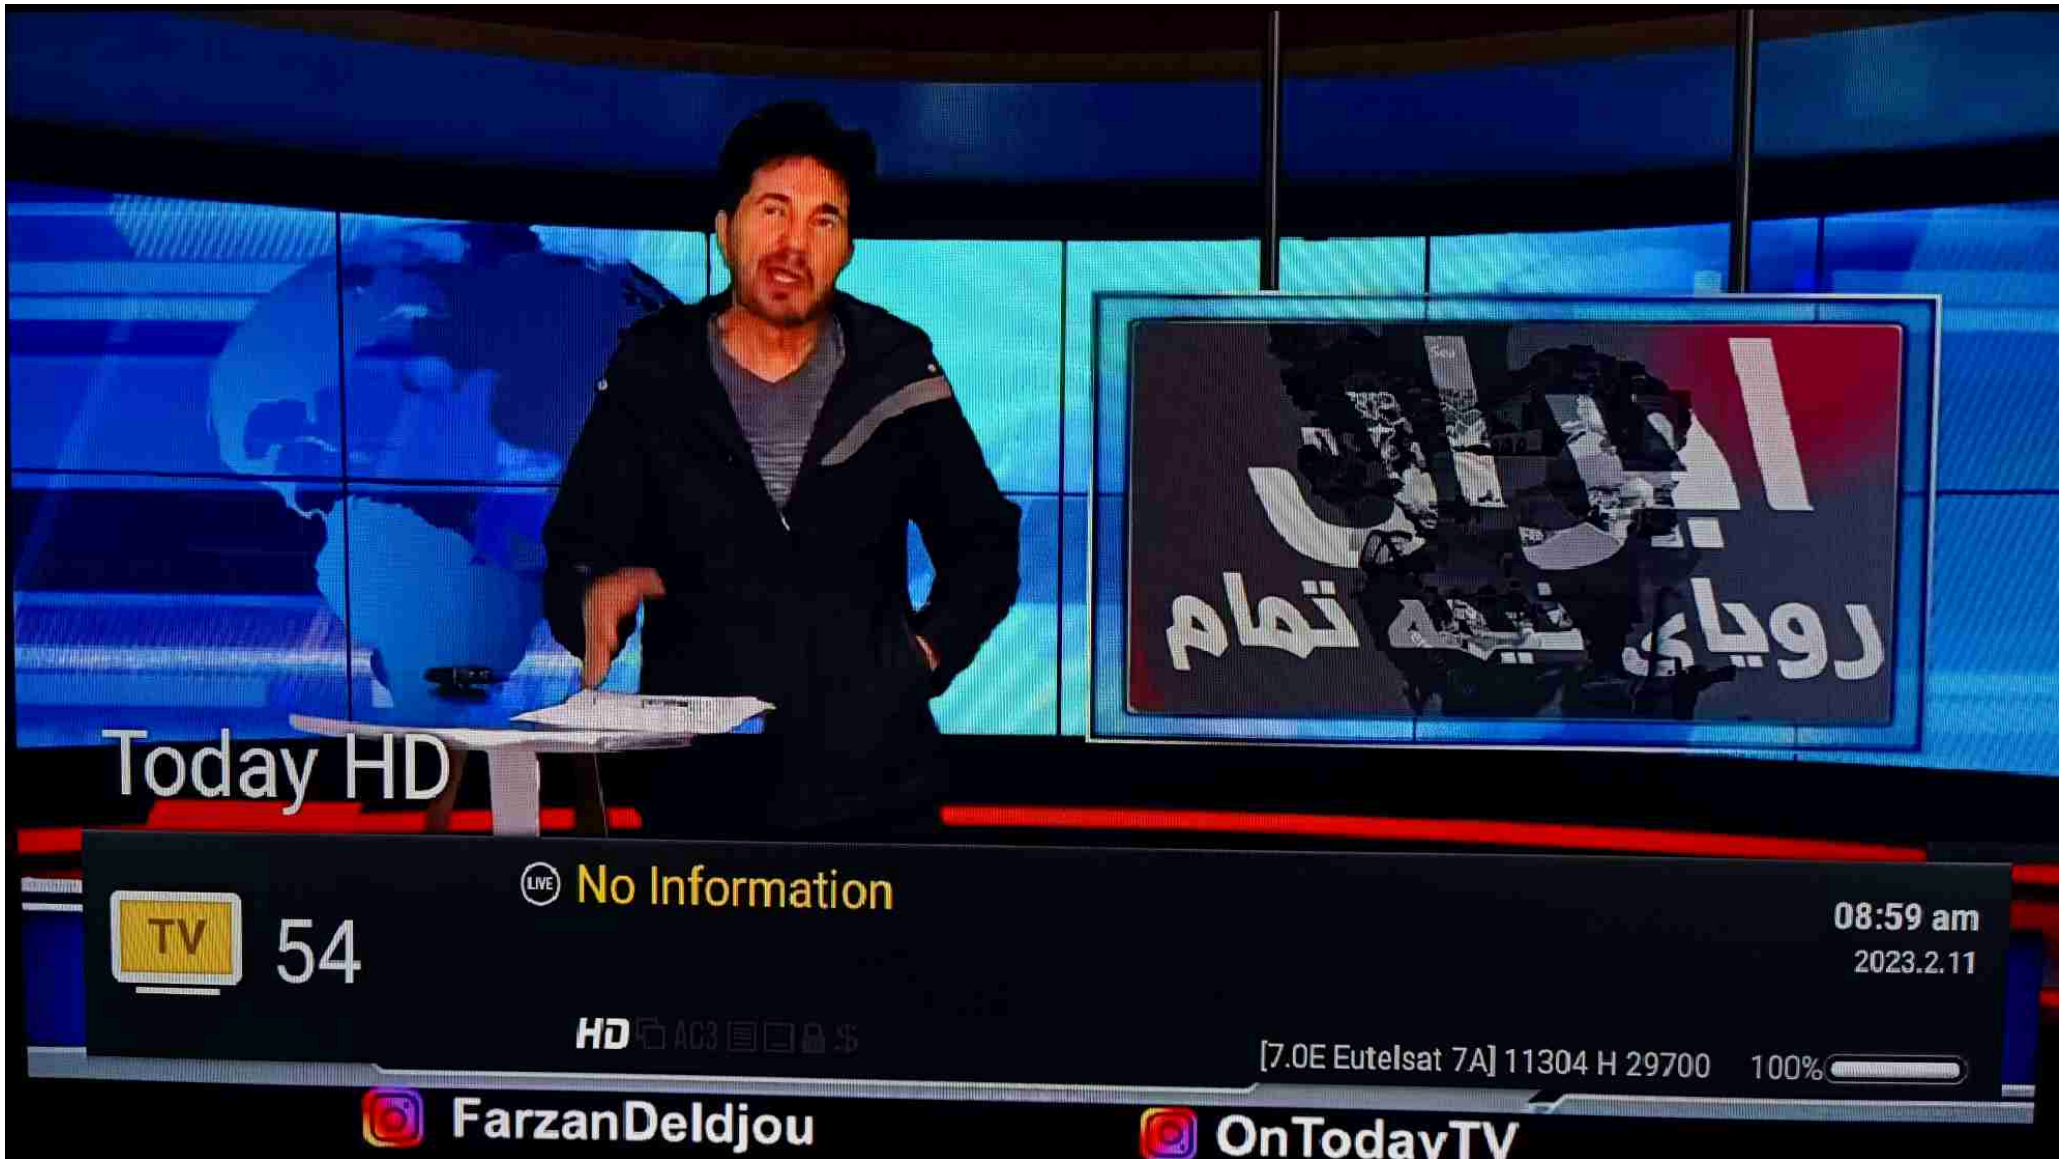 ایران
رویای نیمه تمام
Today HD
LIVE No Information
TV 54
08:59 am
2023.2.11
HD AC3 $
[7.0E Eutelsat 7A] 11304 H 29700 100%
FarzanDeldjou OnTodayTV